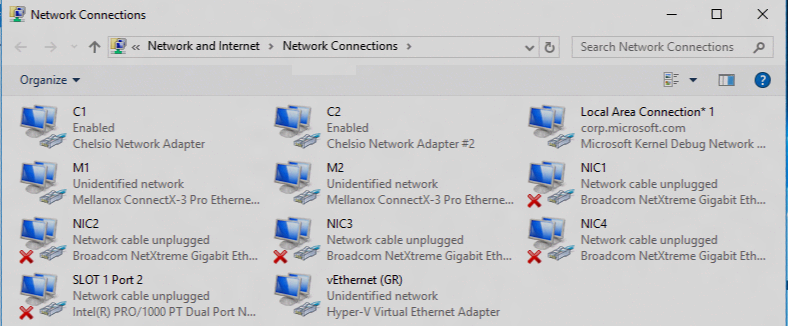 Network Connections
« Network and Internet > Network Connections >
Search Network Connections
Organize
C1
Enabled
Chelsio Network Adapter
C2
Enabled
Chelsio Network Adapter #2
Local Area Connection* 1
corp.microsoft.com
Microsoft Kernel Debug Network ...
M1
Unidentified network
Mellanox ConnectX-3 Pro Etherne...
M2
Unidentified network
Mellanox ConnectX-3 Pro Etherne...
NIC1
Network cable unplugged
Broadcom NetXtreme Gigabit Eth...
NIC2
Network cable unplugged
Broadcom NetXtreme Gigabit Eth...
NIC3
Network cable unplugged
Broadcom NetXtreme Gigabit Eth...
NIC4
Network cable unplugged
Broadcom NetXtreme Gigabit Eth...
SLOT 1 Port 2
Network cable unplugged
Intel(R) PRO/1000 PT Dual Port N...
vEthernet (GR)
Unidentified network
Hyper-V Virtual Ethernet Adapter